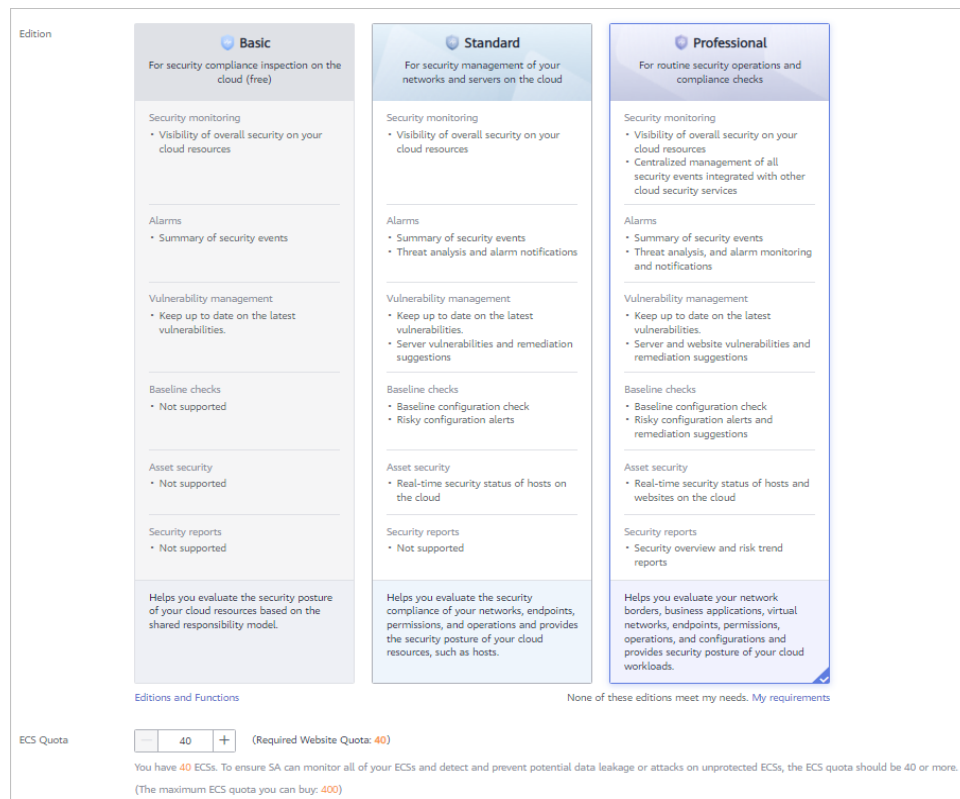 Edition
Basic
For security compliance inspection on the
cloud (free)
Security monitoring
• Visibility of overall security on your
cloud resources
Alarms
• Summary of security events
Vulnerability management
• Keep up to date on the latest
vulnerabilities.
Baseline checks
• Not supported
Asset security
• Not supported
Security reports
• Not supported
Helps you evaluate the security posture
of your cloud resources based on the
shared responsibility model.
Standard
For security management of your
networks and servers on the cloud
Security monitoring
• Visibility of overall security on your
cloud resources
Alarms
• Summary of security events
• Threat analysis and alarm notifications
Vulnerability management
• Keep up to date on the latest
vulnerabilities.
• Server vulnerabilities and remediation
suggestions
Baseline checks
• Baseline configuration check
• Risky configuration alerts
Asset security
• Real-time security status of hosts on
the cloud
Security reports
• Not supported
Helps you evaluate the security
compliance of your networks, endpoints,
permissions, and operations and provides
the security posture of your cloud
resources, such as hosts.
Professional
For routine security operations and
compliance checks
Security monitoring
• Visibility of overall security on your
cloud resources
• Centralized management of all
security events integrated with other
cloud security services
Alarms
• Summary of security events
• Threat analysis, and alarm monitoring
and notifications
Vulnerability management
• Keep up to date on the latest
vulnerabilities.
• Server and website vulnerabilities and
remediation suggestions
Baseline checks
• Baseline configuration check
• Risky configuration alerts and
remediation suggestions
Asset security
• Real-time security status of hosts and
websites on the cloud
Security reports
• Security overview and risk trend
reports
Helps you evaluate your network
borders, business applications, virtual
networks, endpoints, permissions,
operations, and configurations and
provides security posture of your cloud
workloads.
Editions and Functions
None of these editions meet my needs. My requirements
ECS Quota
− 40 + (Required Website Quota: 40)
You have 40 ECSs. To ensure SA can monitor all of your ECSs and detect and prevent potential data leakage or attacks on unprotected ECSs, the ECS quota should be 40 or more.
(The maximum ECS quota you can buy: 400)